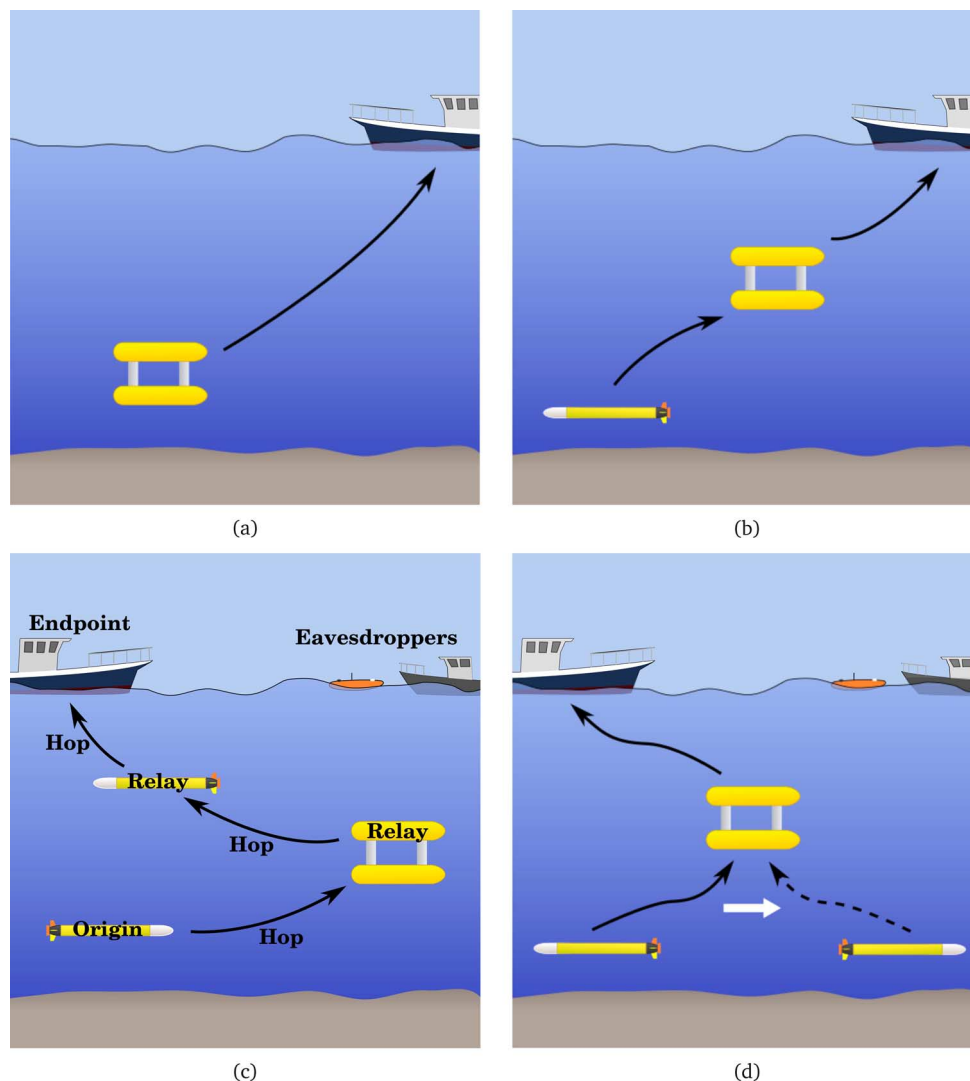 (a)
(b)
Endpoint
Eavesdroppers
Hop
Relay
Relay
Hop
Origin
Hop
(c)
(d)